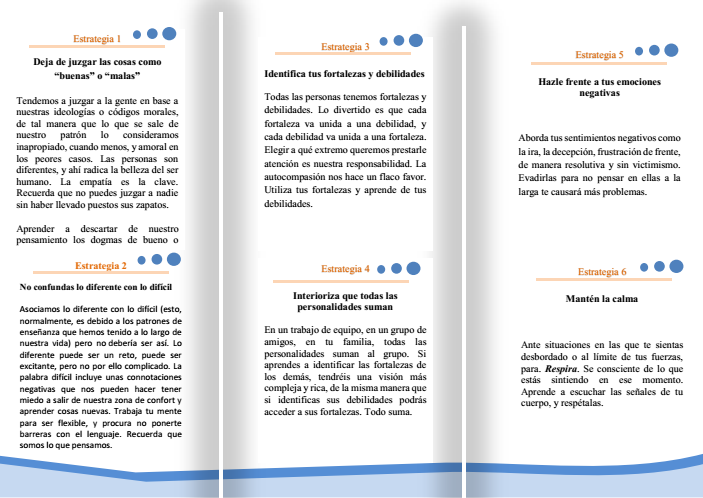 Estrategia 1
Deja de juzgar las cosas como
“buenas” o “malas”
Tendemos a juzgar a la gente en base a
nuestras ideologías o códigos morales,
de tal manera que lo que se sale de
nuestro patrón lo consideramos
inapropiado, cuando menos, y amoral en
los peores casos. Las personas son
diferentes, y ahí radica la belleza del ser
humano. La empatía es la clave.
Recuerda que no puedes juzgar a nadie
sin haber llevado puestos sus zapatos.
Aprender a descartar de nuestro
pensamiento los dogmas de bueno o
Estrategia 2
No confundas lo diferente con lo difícil
Asociamos lo diferente con lo difícil (esto,
normalmente, es debido a los patrones de
enseñanza que hemos tenido a lo largo de
nuestra vida) pero no debería ser así. Lo
diferente puede ser un reto, puede ser
excitante, pero no por ello complicado. La
palabra difícil incluye unas connotaciones
negativas que nos pueden hacer tener
miedo a salir de nuestra zona de confort y
aprender cosas nuevas. Trabaja tu mente
para ser flexible, y procura no ponerte
barreras con el lenguaje. Recuerda que
somos lo que pensamos.
Estrategia 3
Identifica tus fortalezas y debilidades
Todas las personas tenemos fortalezas y
debilidades. Lo divertido es que cada
fortaleza va unida a una debilidad, y
cada debilidad va unida a una fortaleza.
Elegir a qué extremo queremos prestarle
atención es nuestra responsabilidad. La
autocompasión nos hace un flaco favor.
Utiliza tus fortalezas y aprende de tus
debilidades.
Estrategia 4
Interioriza que todas las
personalidades suman
En un trabajo de equipo, en un grupo de
amigos, en tu familia, todas las
personalidades suman al grupo. Si
aprendes a identificar las fortalezas de
los demás, tendréis una visión más
compleja y rica, de la misma manera que
si identificas sus debilidades podrás
acceder a sus fortalezas. Todo suma.
Estrategia 5
Hazle frente a tus emociones
negativas
Aborda tus sentimientos negativos como
la ira, la decepción, frustración de frente,
de manera resolutiva y sin victimismo.
Evadirlas para no pensar en ellas a la
larga te causará más problemas.
Estrategia 6
Mantén la calma
Ante situaciones en las que te sientas
desbordado o al límite de tus fuerzas,
para. Respira. Se consciente de lo que
estás sintiendo en ese momento.
Aprende a escuchar las señales de tu
cuerpo, y respétalas.